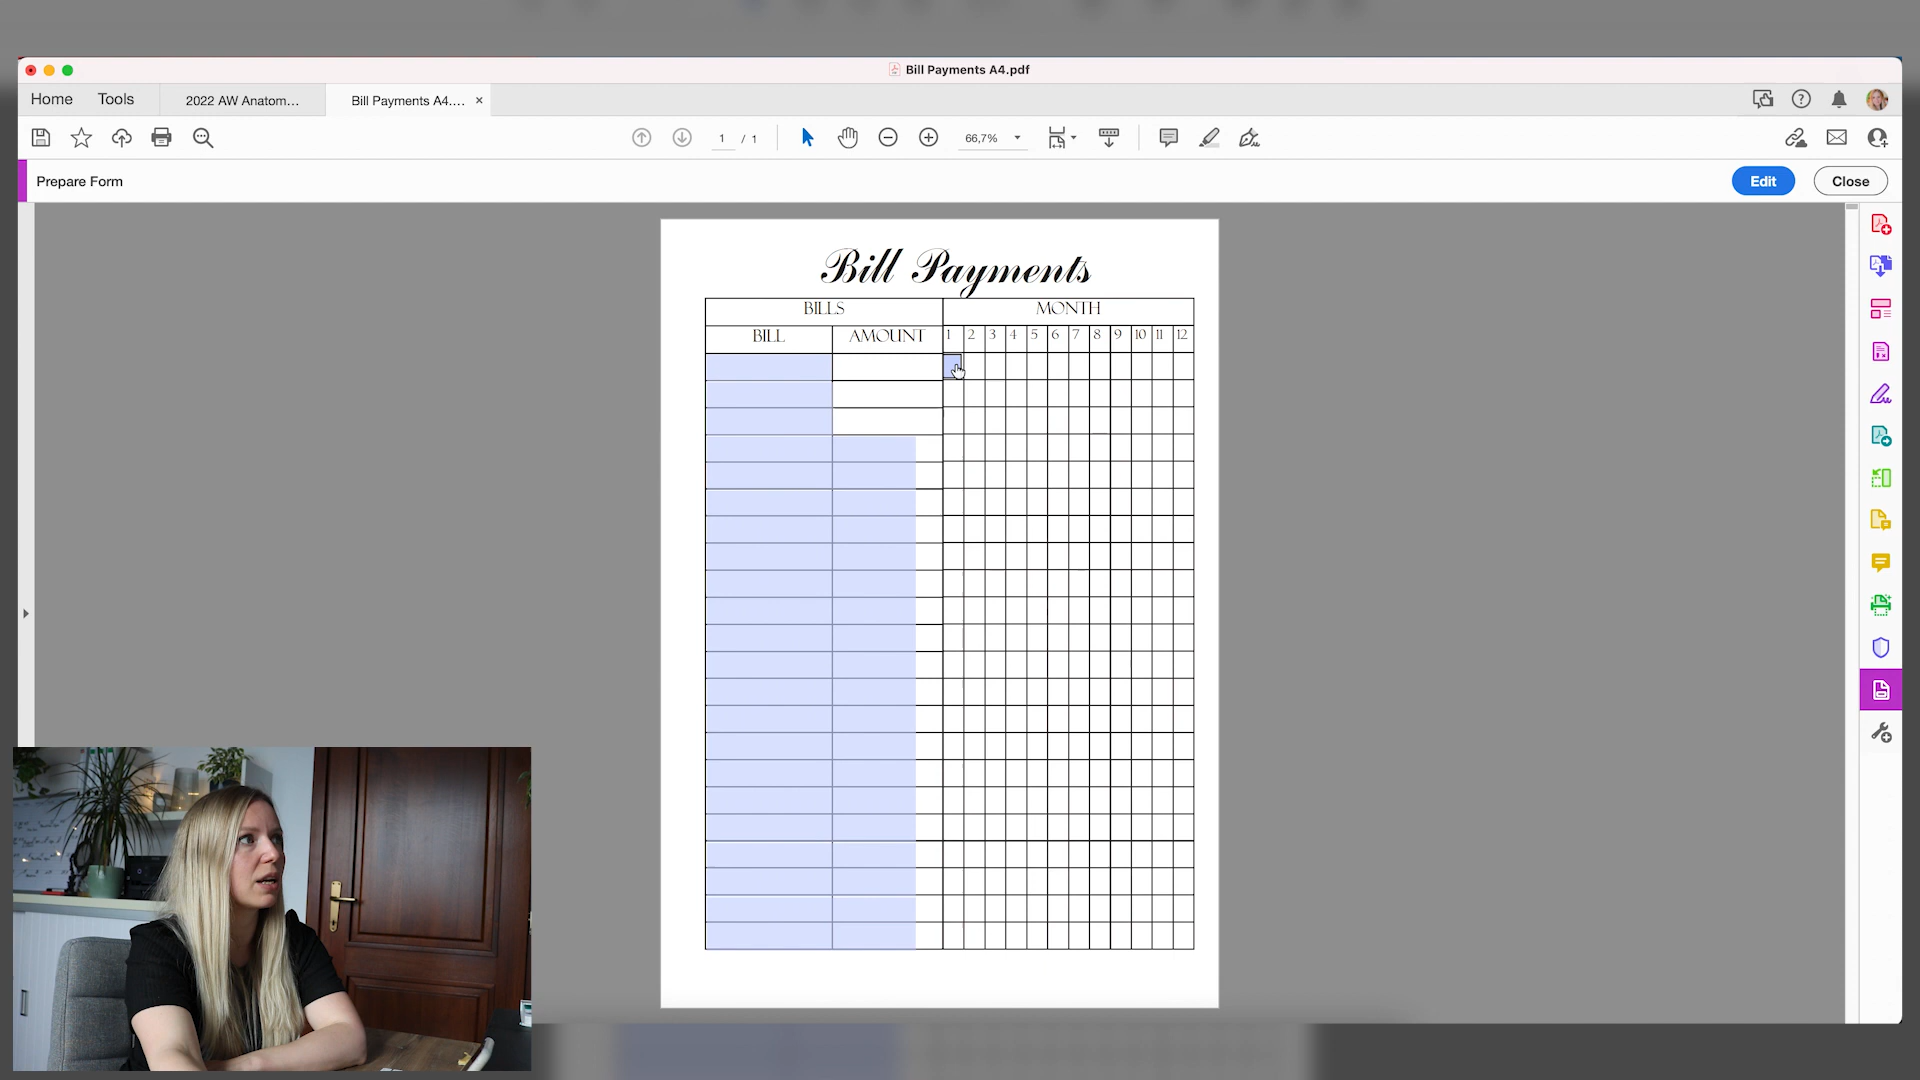 Bill Payments A4.pdf
Home Tools 2022 AW Anatom... Bill Payments A4....
1 / 1 66,7%
Prepare Form Edit Close
Bill Payments
BILLS MONTH
BILL AMOUNT 1 2 3 4 5 6 7 8 9 10 11 12